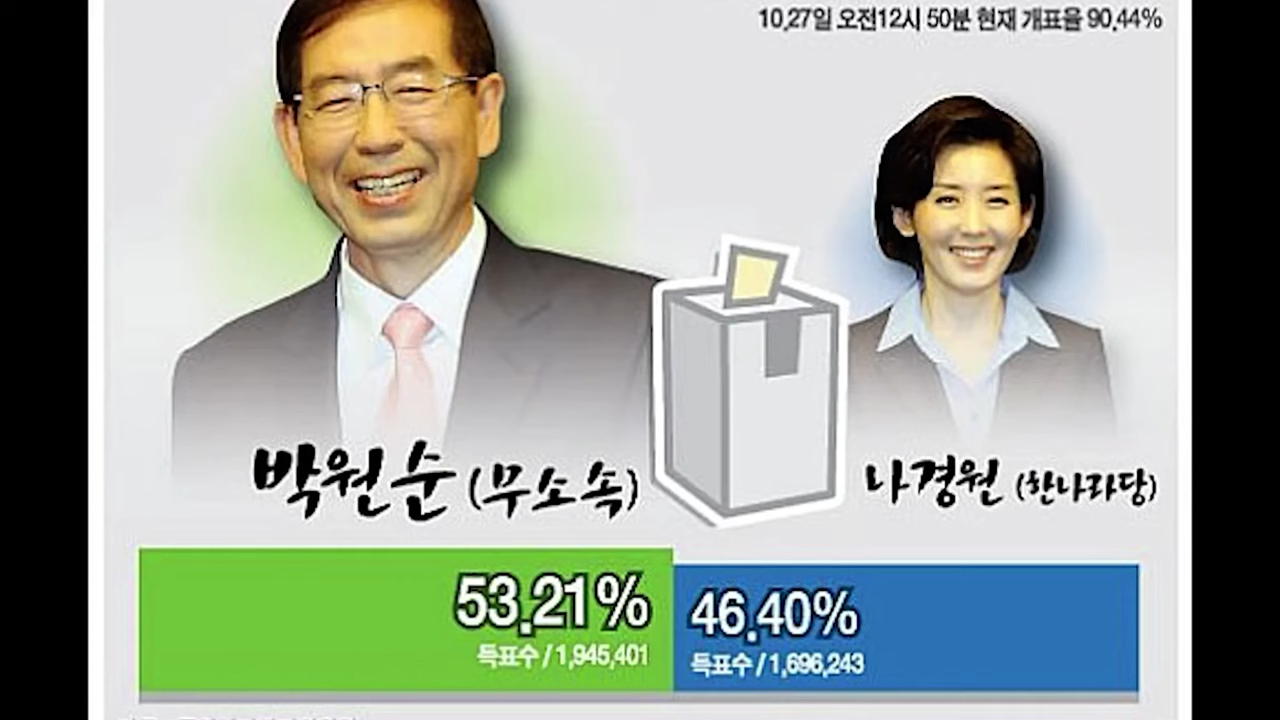 10.27일 오전12시 50분 현재 개표율 90.44%
박원순 (무소속)
나경원 (한나라당)
53.21%
득표수 / 1,945,401
46.40%
득표수 / 1,696,243